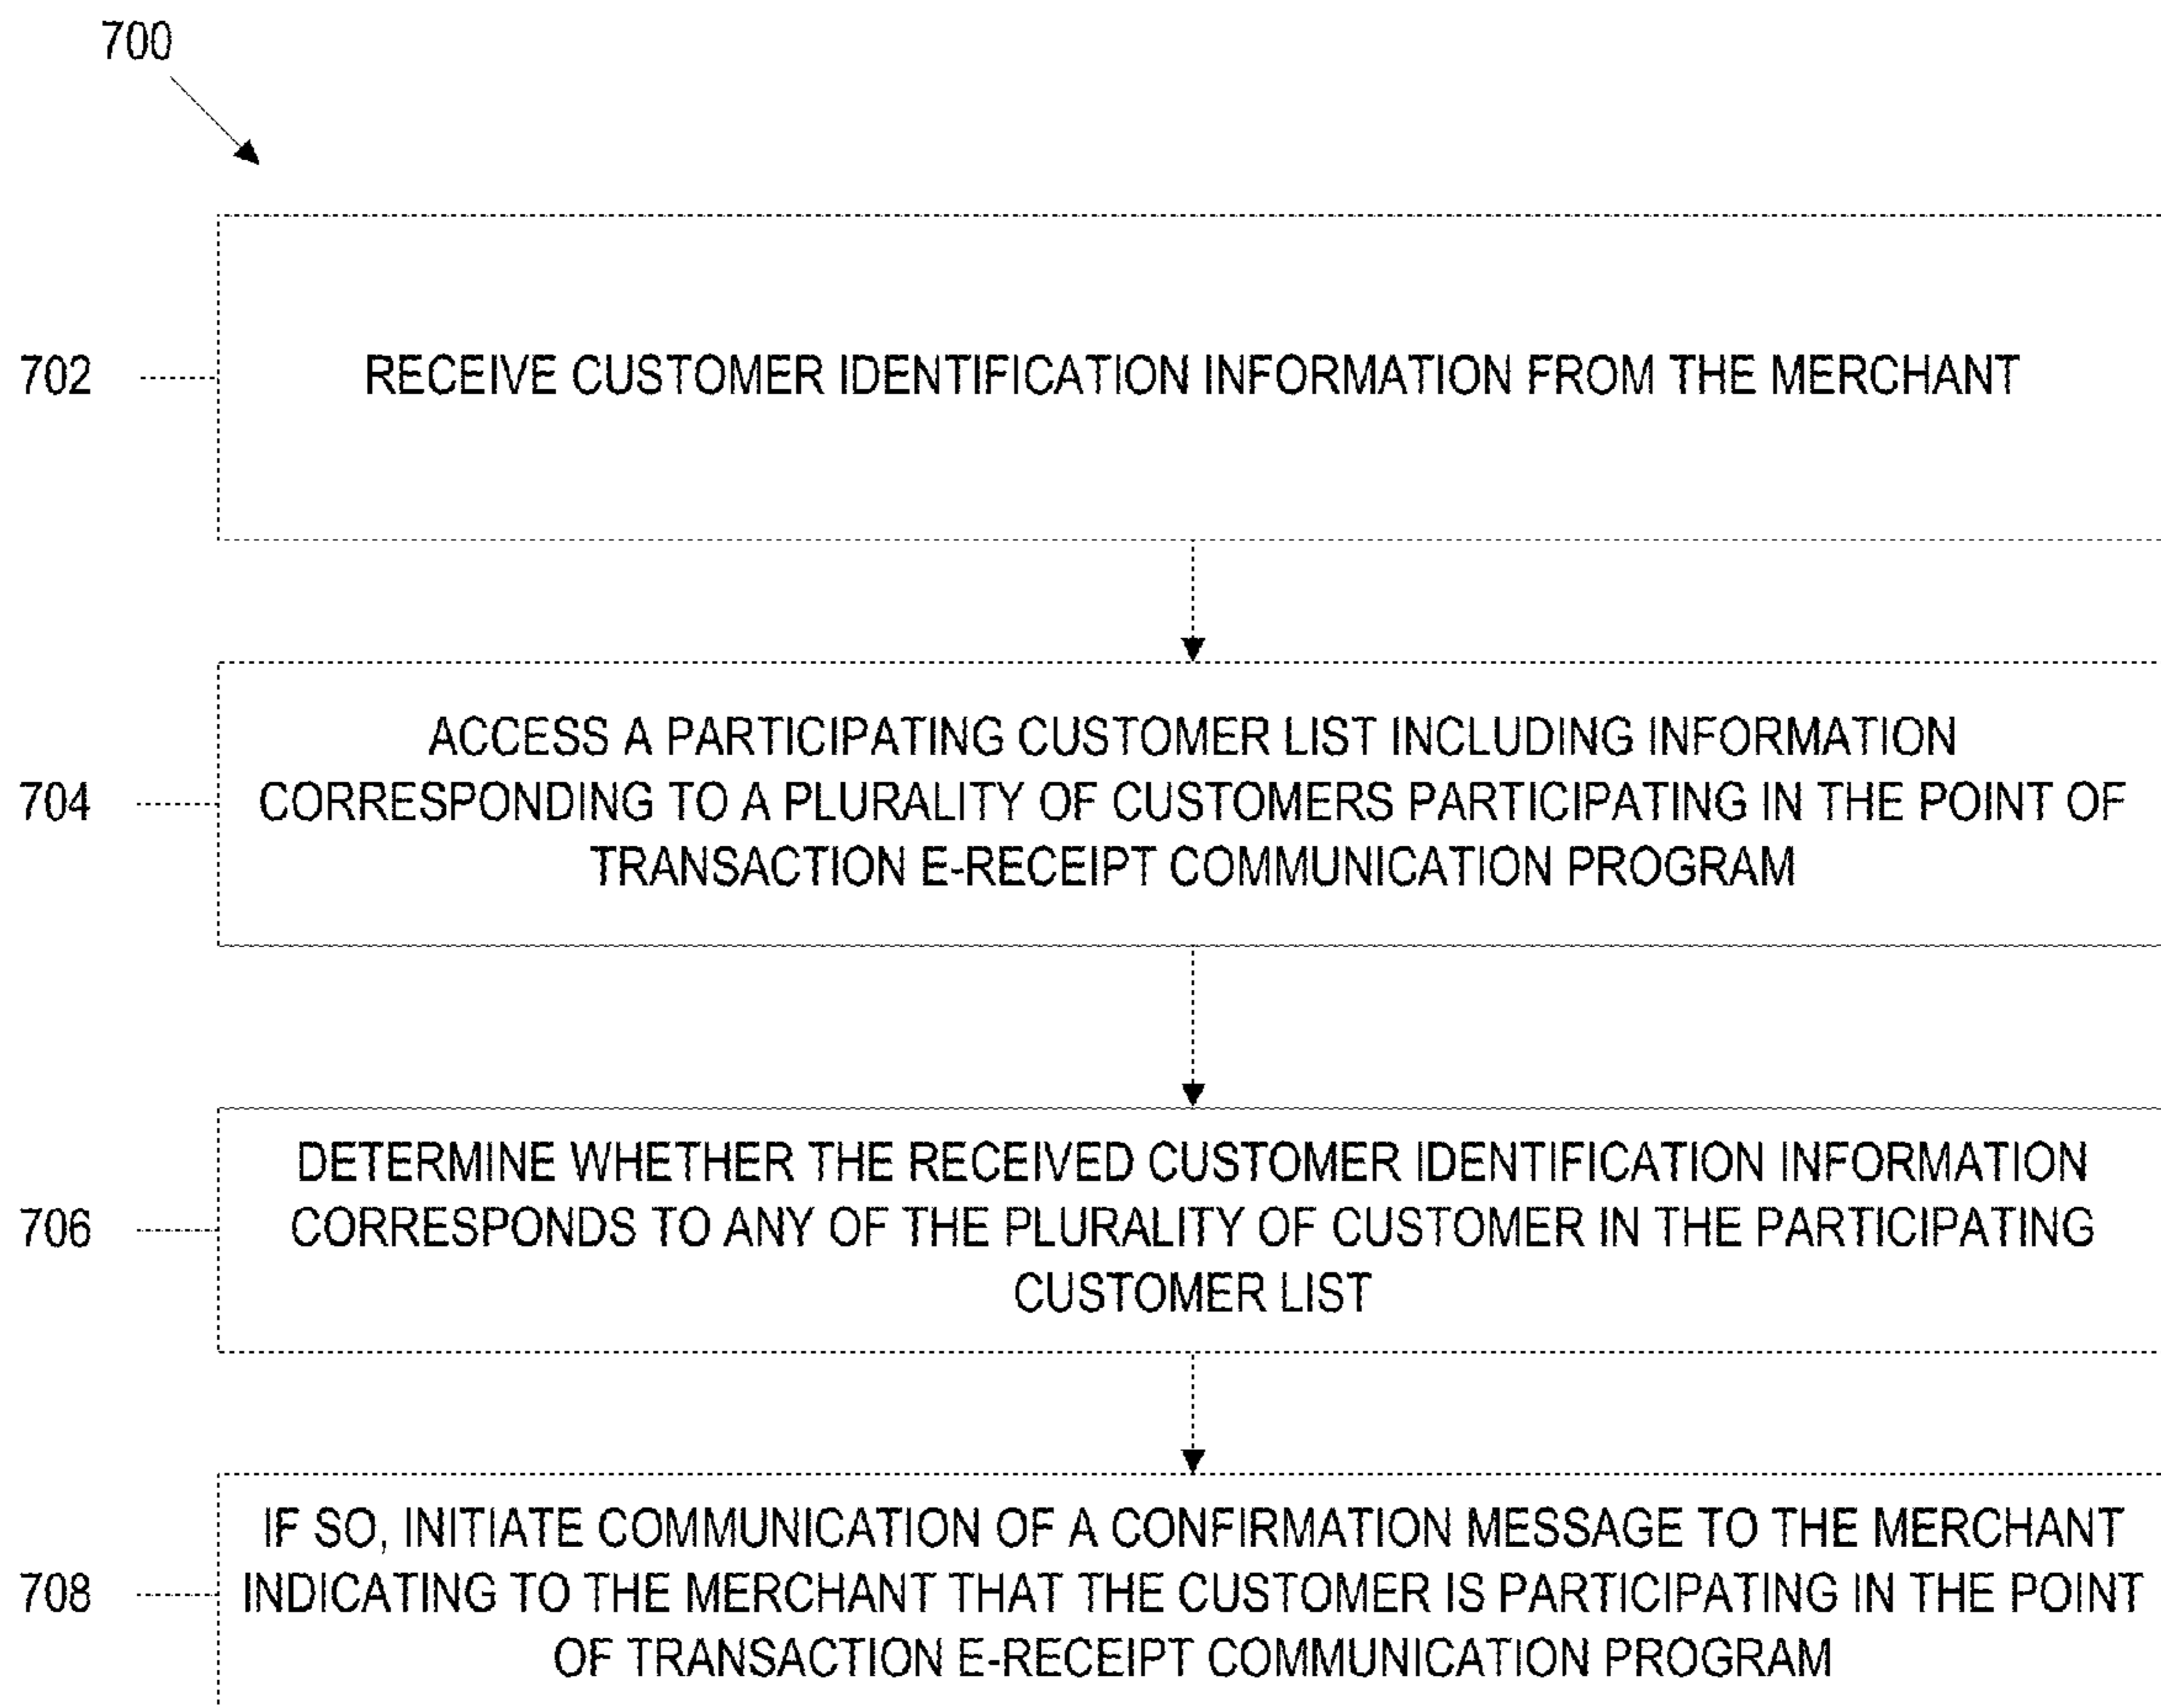 700
702
RECEIVE CUSTOMER IDENTIFICATION INFORMATION FROM THE MERCHANT
704
ACCESS A PARTICIPATING CUSTOMER LIST INCLUDING INFORMATION
CORRESPONDING TO A PLURALITY OF CUSTOMERS PARTICIPATING IN THE POINT OF
TRANSACTION E-RECEIPT COMMUNICATION PROGRAM
706
DETERMINE WHETHER THE RECEIVED CUSTOMER IDENTIFICATION INFORMATION
CORRESPONDS TO ANY OF THE PLURALITY OF CUSTOMER IN THE PARTICIPATING
CUSTOMER LIST
708
IF SO, INITIATE COMMUNICATION OF A CONFIRMATION MESSAGE TO THE MERCHANT
INDICATING TO THE MERCHANT THAT THE CUSTOMER IS PARTICIPATING IN THE POINT
OF TRANSACTION E-RECEIPT COMMUNICATION PROGRAM